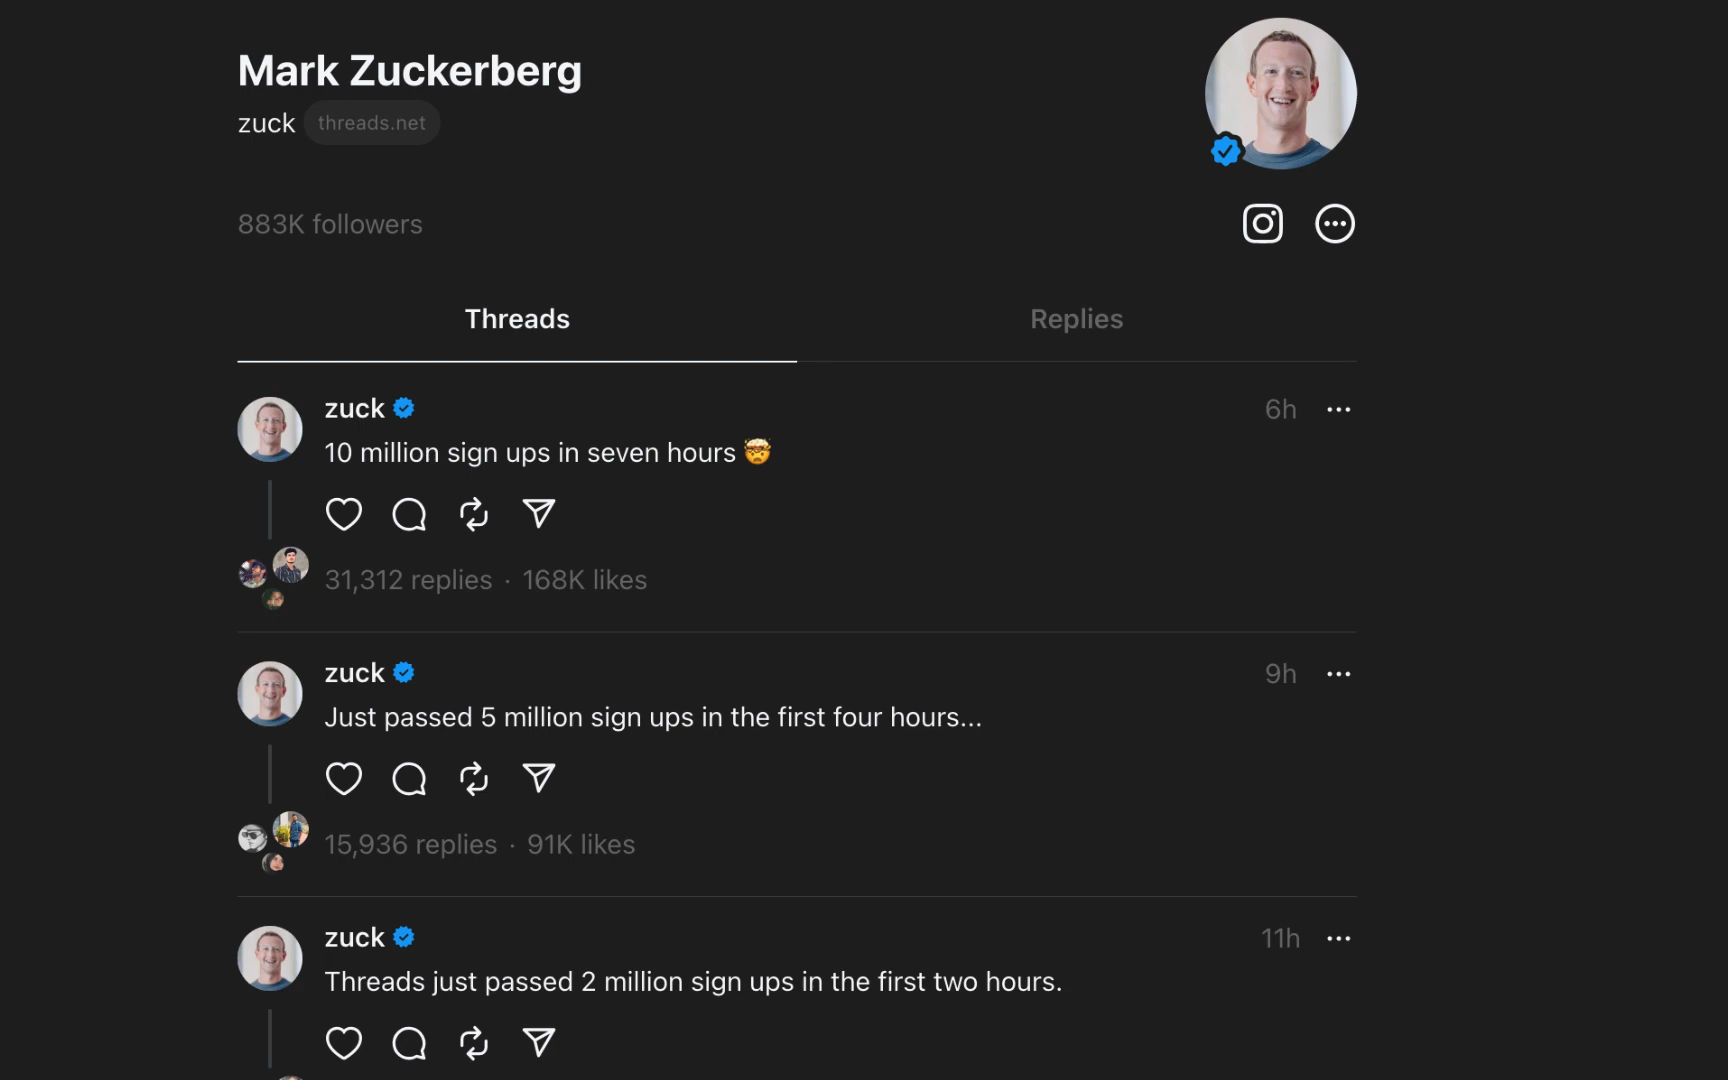 Mark Zuckerberg
zuck threads.net
883K followers
Threads Replies
zuck 6h
10 million sign ups in seven hours 🤯
31,312 replies · 168K likes
zuck 9h
Just passed 5 million sign ups in the first four hours...
15,936 replies · 91K likes
zuck 11h
Threads just passed 2 million sign ups in the first two hours.